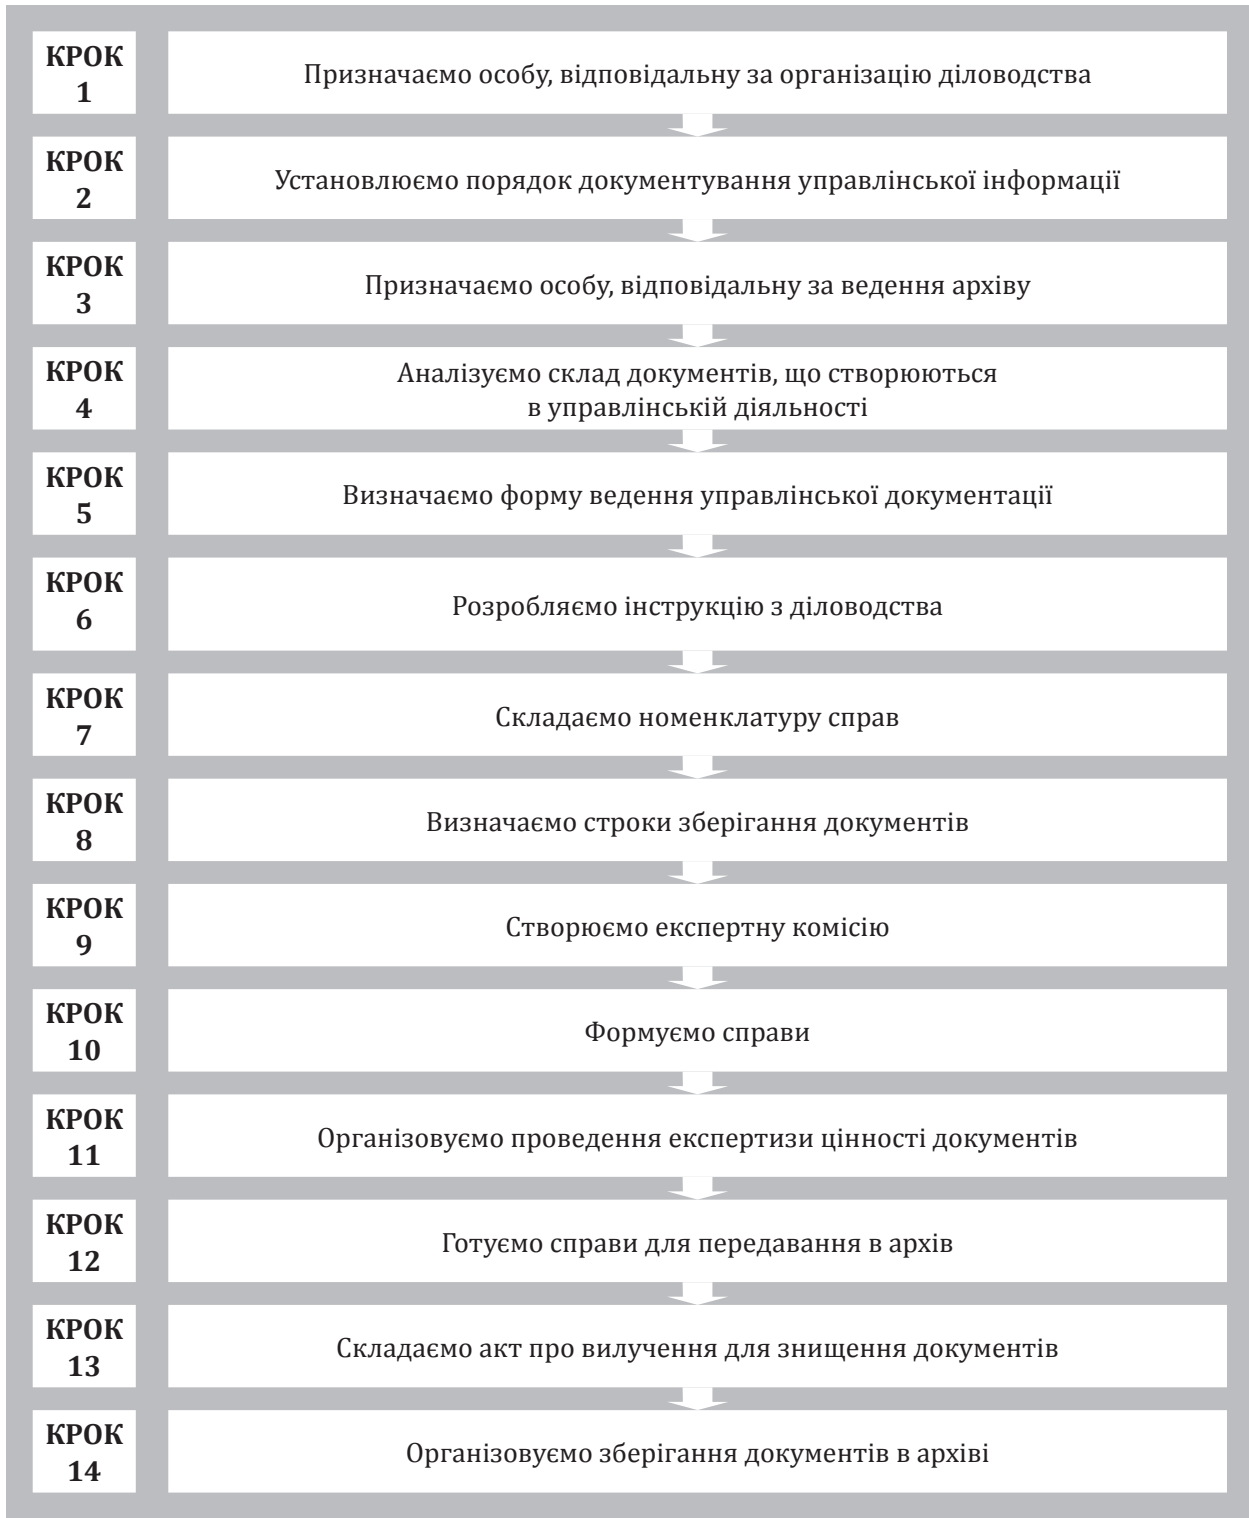 КРОК
1
Призначаємо особу, відповідальну за організацію діловодства
КРОК
2
Установлюємо порядок документування управлінської інформації
КРОК
3
Призначаємо особу, відповідальну за ведення архіву
КРОК
4
Аналізуємо склад документів, що створюються
в управлінській діяльності
КРОК
5
Визначаємо форму ведення управлінської документації
КРОК
6
Розробляємо інструкцію з діловодства
КРОК
7
Складаємо номенклатуру справ
КРОК
8
Визначаємо строки зберігання документів
КРОК
9
Створюємо експертну комісію
КРОК
10
Формуємо справи
КРОК
11
Організовуємо проведення експертизи цінності документів
КРОК
12
Готуємо справи для передавання в архів
КРОК
13
Складаємо акт про вилучення для знищення документів
КРОК
14
Організовуємо зберігання документів в архіві